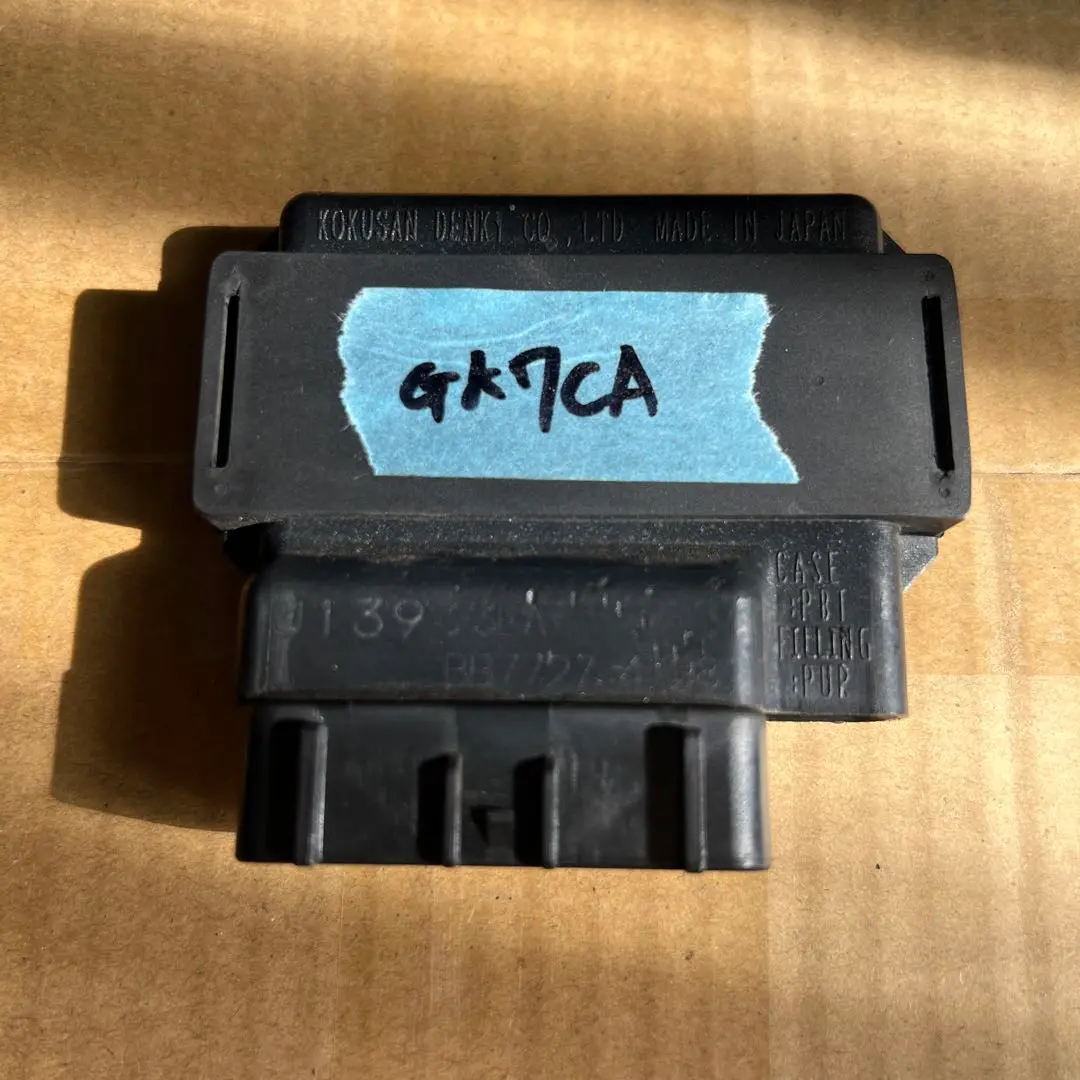 KOKUSAN DENKI CO.,LTD MADE IN JAPAN
GK7CA
CASE
:PBT
FILLING
:PUR